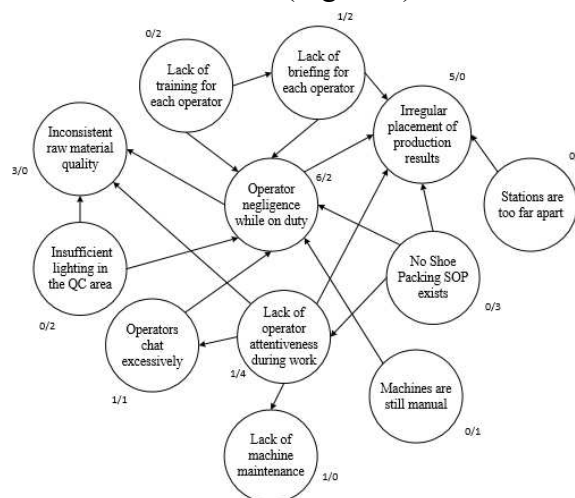 0/2
Lack of
training for
each operator
1/2
Lack of
briefing for
each operator
5/0
Irregular
placement of
production
results
Inconsistent
raw material
quality
3/0
Operator
negligence
while on duty
6/2
0
Stations are
too far apart
Insufficient
lighting in
the QC area
0/2
No Shoe
Packing SOP
exists
0/3
Operators
chat
excessively
1/1
Lack of
operator
attentiveness
during work
1/4
Machines are
still manual
0/1
Lack of
machine
maintenance
1/0